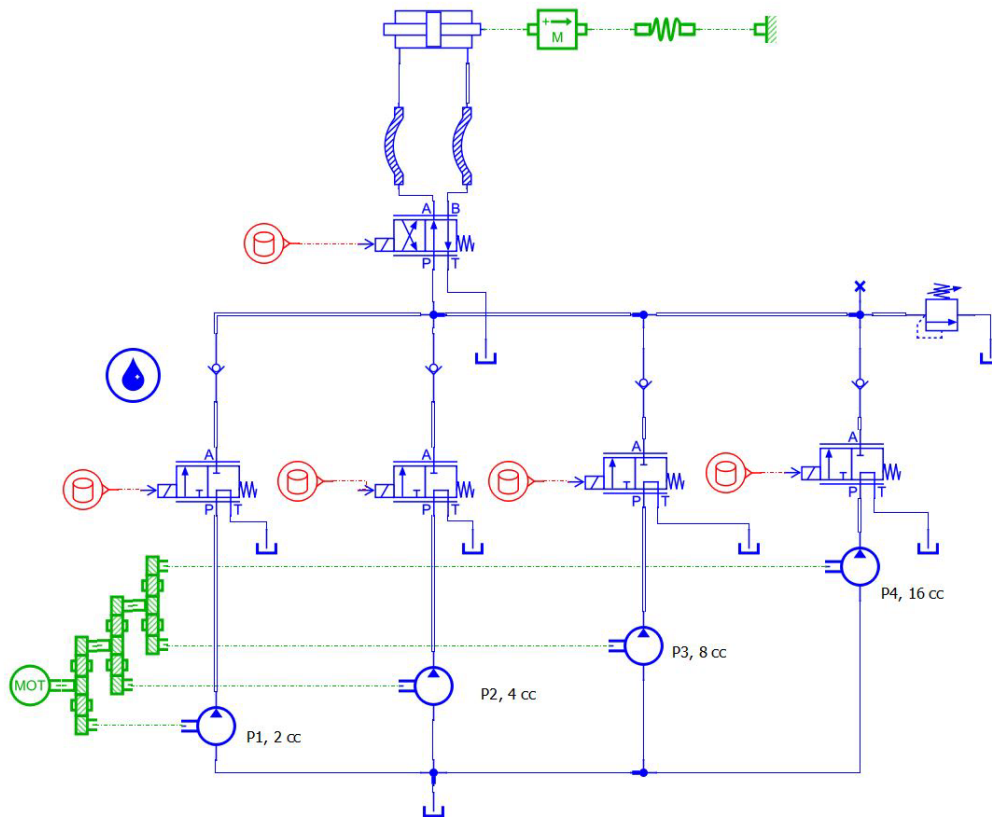 M
A B
P T
A
P T
A
P T
A
P T
A
P T
P4, 16 cc
P3, 8 cc
MOT
P2, 4 cc
P1, 2 cc